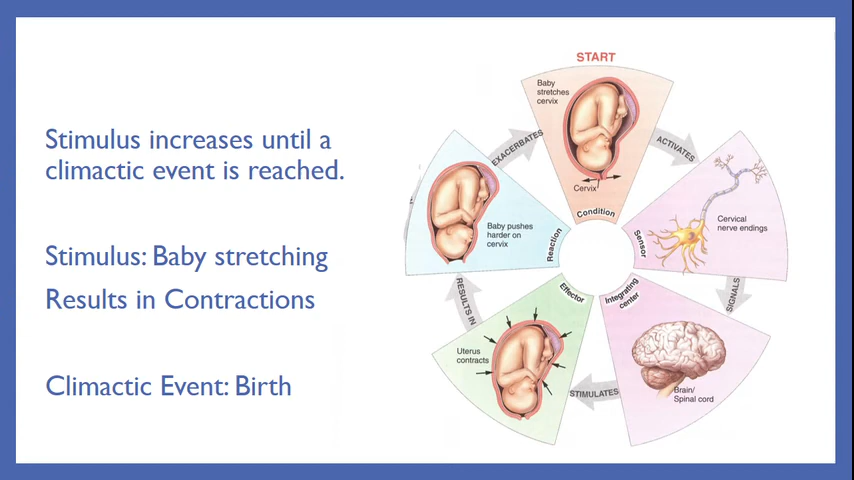 Stimulus increases until a
climactic event is reached.
Stimulus: Baby stretching
Results in Contractions
Climactic Event: Birth
START
Baby
stretches
cervix
Cervix
Condition
ACTIVATES
Cervical
nerve endings
Sensor
SIGNALS
Integrating
center
Brain/
Spinal cord
STIMULATES
Effector
Uterus
contracts
RESULTS IN
Reaction
Baby pushes
harder on
cervix
EXACERBATES